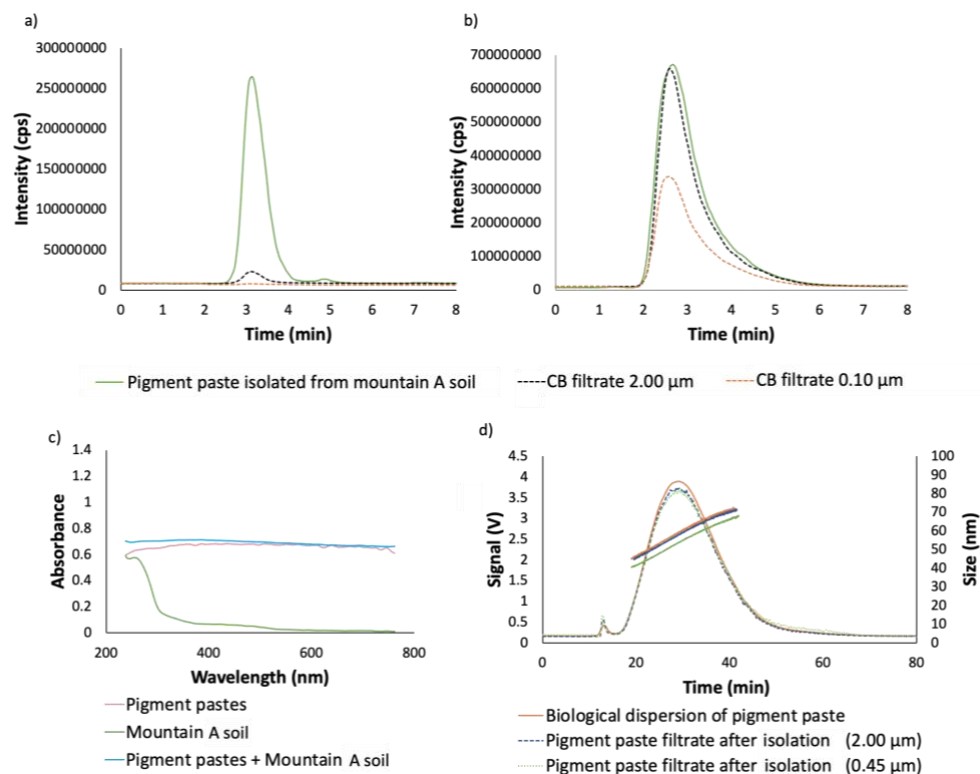 a)
300000000
250000000
200000000
150000000
100000000
50000000
0
Intensity (cps)
0 1 2 3 4 5 6 7 8
Time (min)
b)
700000000
600000000
500000000
400000000
300000000
200000000
100000000
0
Intensity (cps)
0 1 2 3 4 5 6 7 8
Time (min)
Pigment paste isolated from mountain A soil
CB filtrate 2.00 µm
CB filtrate 0.10 µm
c)
1.4
1.2
1
0.8
0.6
0.4
0.2
0
Absorbance
200 400 600 800
Wavelength (nm)
Pigment pastes
Mountain A soil
Pigment pastes + Mountain A soil
d)
4.5
4
3.5
3
2.5
2
1.5
1
0.5
0
Signal (V)
100
90
80
70
60
50
40
30
20
10
0
Size (nm)
0 20 40 60 80
Time (min)
Biological dispersion of pigment paste
Pigment paste filtrate after isolation (2.00 µm)
Pigment paste filtrate after isolation (0.45 µm)